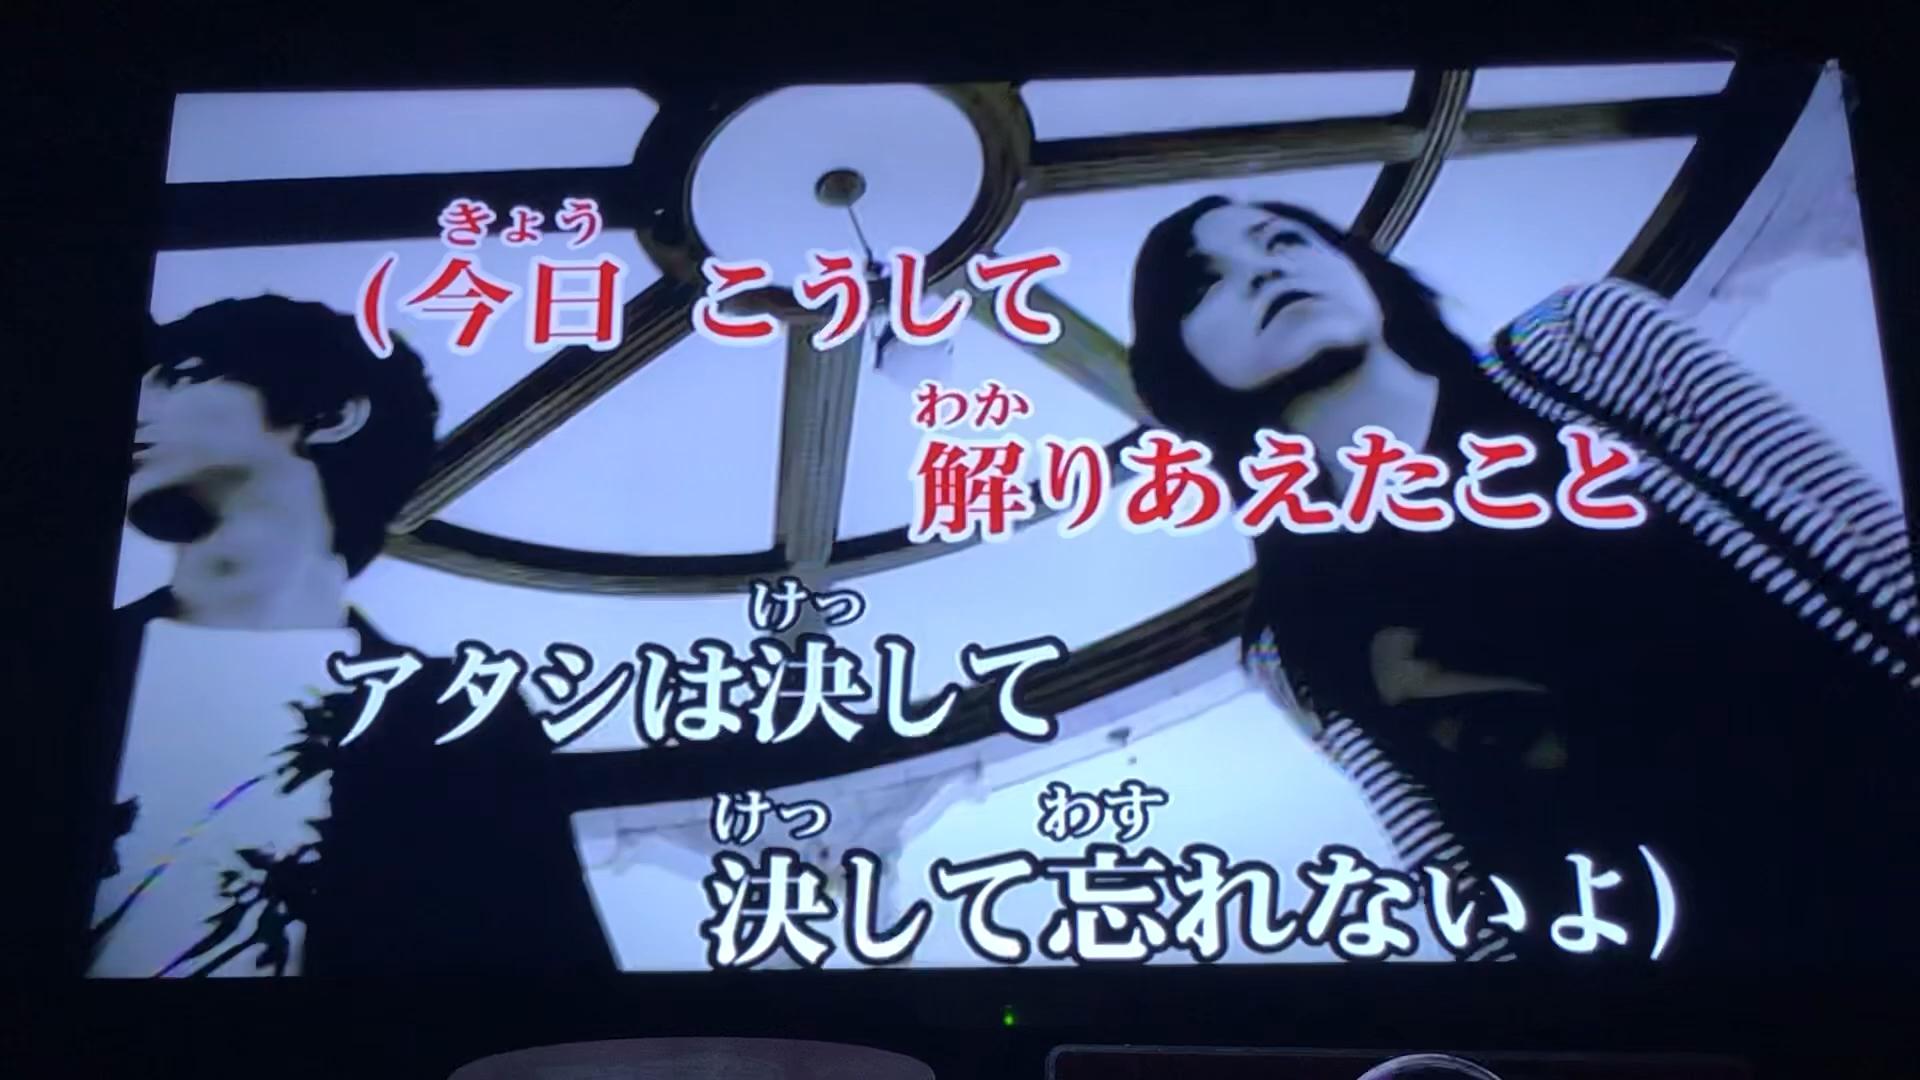 きょう
(今日 こうして
わか
解りあえたこと
けっ
アタシは決して
けっ わす
決して忘れないよ)